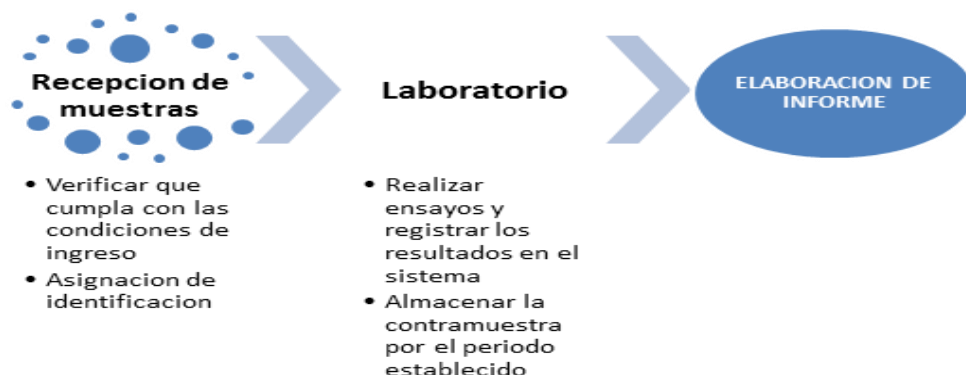 Recepcion de
muestras
• Verificar que
cumpla con las
condiciones de
ingreso
• Asignacion de
identificacion
Laboratorio
• Realizar
ensayos y
registrar los
resultados en el
sistema
• Almacenar la
contramuestra
por el periodo
establecido
ELABORACION DE
INFORME